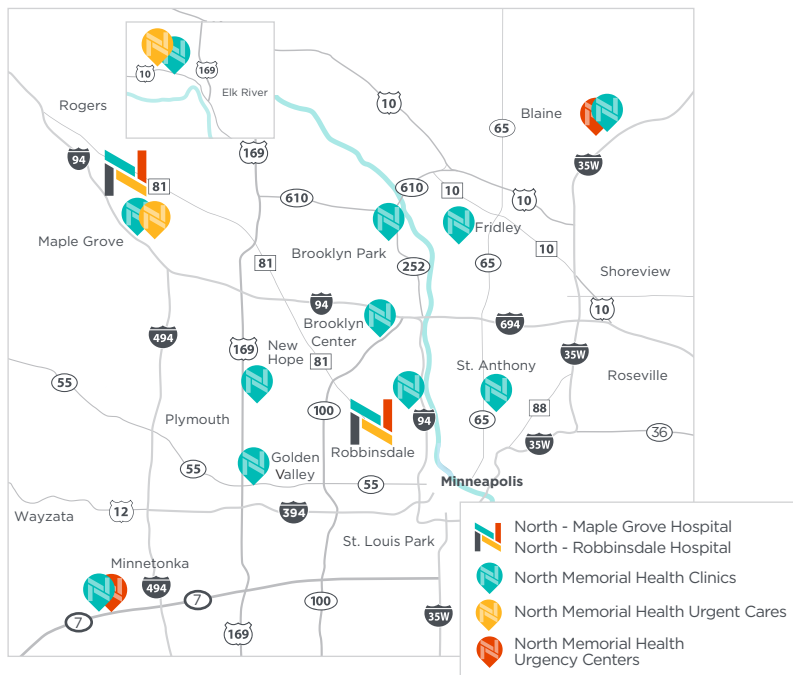 10
169
Elk River
10
65
Rogers
Blaine
94
169
35W
81
610
610
10
10
Maple Grove
Fridley
Brooklyn Park
10
81
252
65
Shoreview
94
10
Brooklyn
Center
694
494
169
New
Hope
81
35W
55
St. Anthony
Roseville
Plymouth
100
94
65
88
36
Robbinsdale
35W
55
Golden
Valley
55
Minneapolis
Wayzata
12
394
St. Louis Park
Minnetonka
494
7
100
7
169
35W
North - Maple Grove Hospital
North - Robbinsdale Hospital
North Memorial Health Clinics
North Memorial Health Urgent Cares
North Memorial Health
Urgency Centers